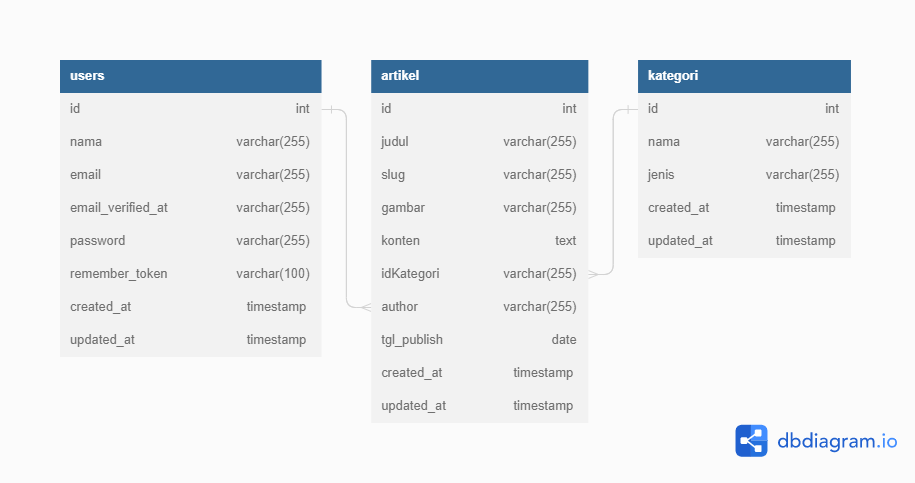 users
id int
nama varchar(255)
email varchar(255)
email_verified_at varchar(255)
password varchar(255)
remember_token varchar(100)
created_at timestamp
updated_at timestamp
artikel
id int
judul varchar(255)
slug varchar(255)
gambar varchar(255)
konten text
idKategori varchar(255)
author varchar(255)
tgl_publish date
created_at timestamp
updated_at timestamp
kategori
id int
nama varchar(255)
jenis varchar(255)
created_at timestamp
updated_at timestamp
dbdiagram.io